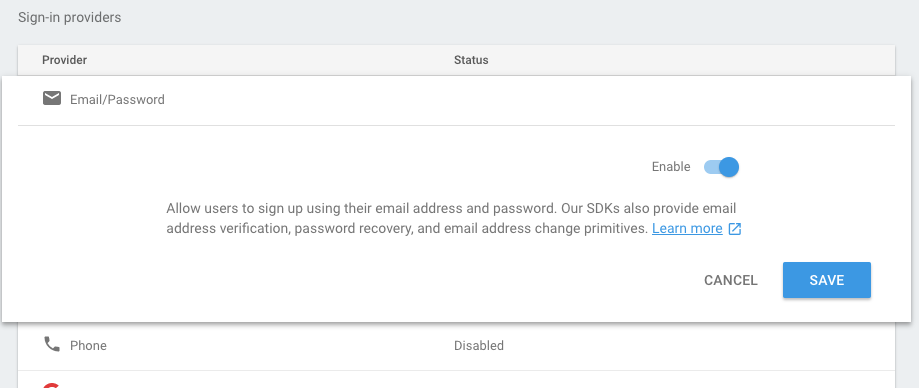 Sign-in providers
Provider Status
Email/Password
Enable
Allow users to sign up using their email address and password. Our SDKs also provide email
address verification, password recovery, and email address change primitives. Learn more
CANCEL SAVE
Phone Disabled